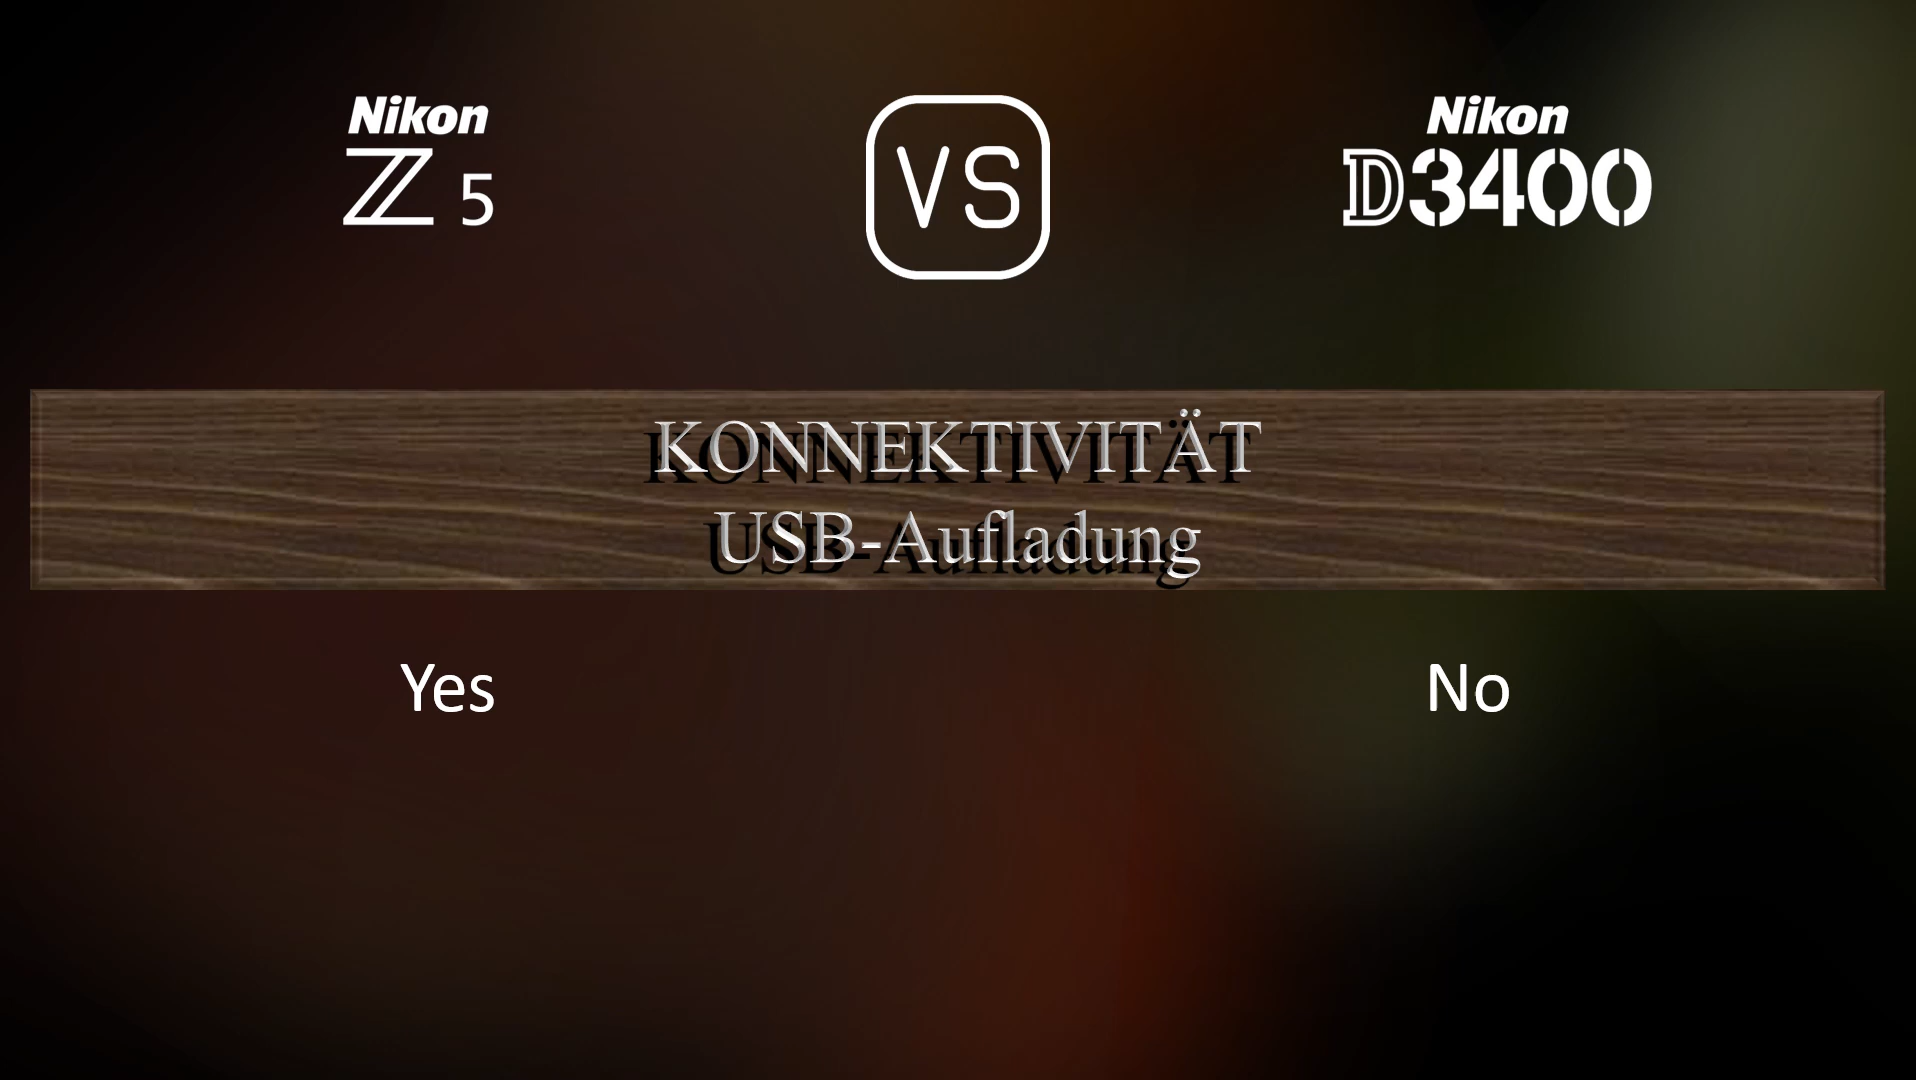 Nikon
Z 5
VS
Nikon
D3400
KONNEKTIVITÄT
USB-Aufladung
Yes
No